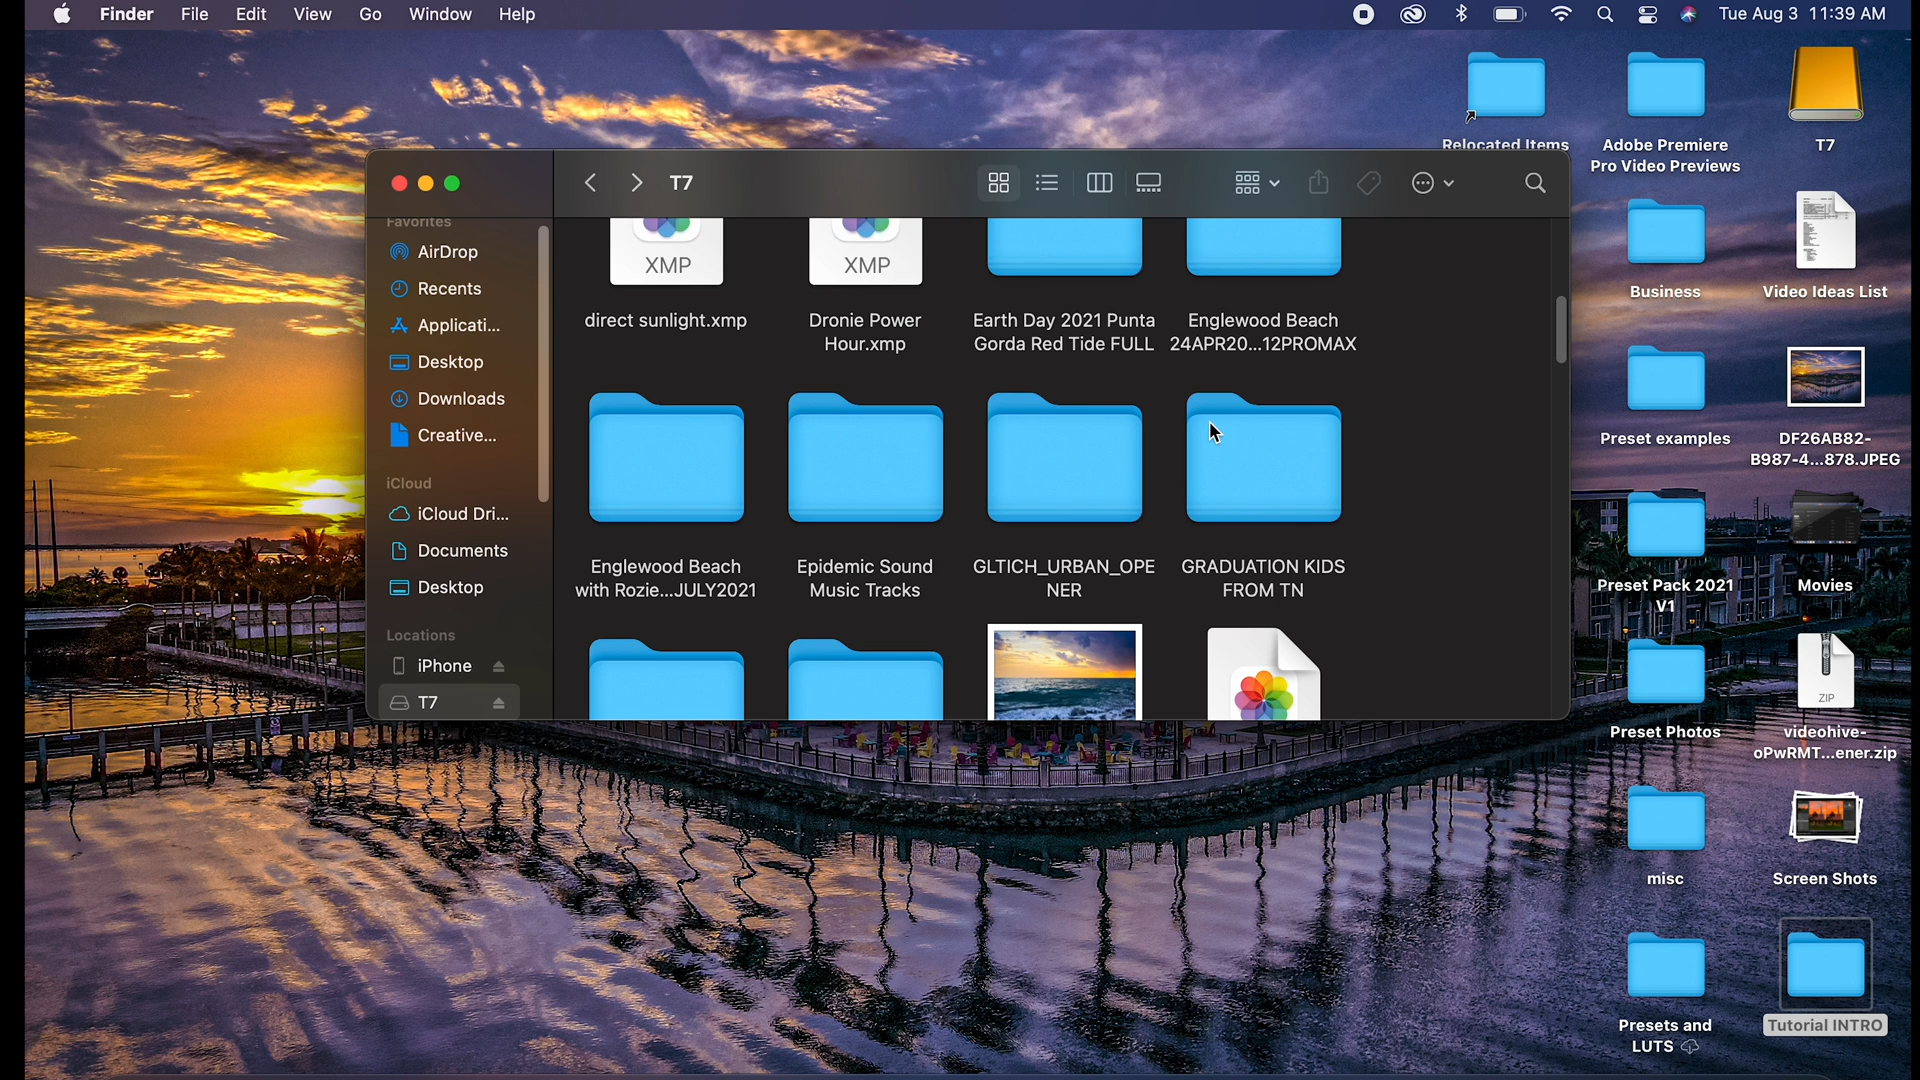 Finder File Edit View Go Window Help Tue Aug 3 11:39 AM
T7
Favorites
AirDrop
Recents
Applicati...
Desktop
Downloads
Creative...
iCloud
iCloud Dri...
Documents
Desktop
Locations
iPhone
T7
XMP
XMP
direct sunlight.xmp
Dronie Power
Hour.xmp
Earth Day 2021 Punta
Gorda Red Tide FULL
Englewood Beach
24APR20...12PROMAX
Englewood Beach
with Rozie...JULY2021
Epidemic Sound
Music Tracks
GLTICH_URBAN_OPE
NER
GRADUATION KIDS
FROM TN
Relocated Items
Adobe Premiere
Pro Video Previews
T7
Business
Video Ideas List
Preset examples
DF26AB82-
B987-4...878.JPEG
Preset Pack 2021
V1
Movies
Preset Photos
ZIP
videohive-
oPwRMT...ener.zip
misc
Screen Shots
Presets and
LUTS
Tutorial INTRO